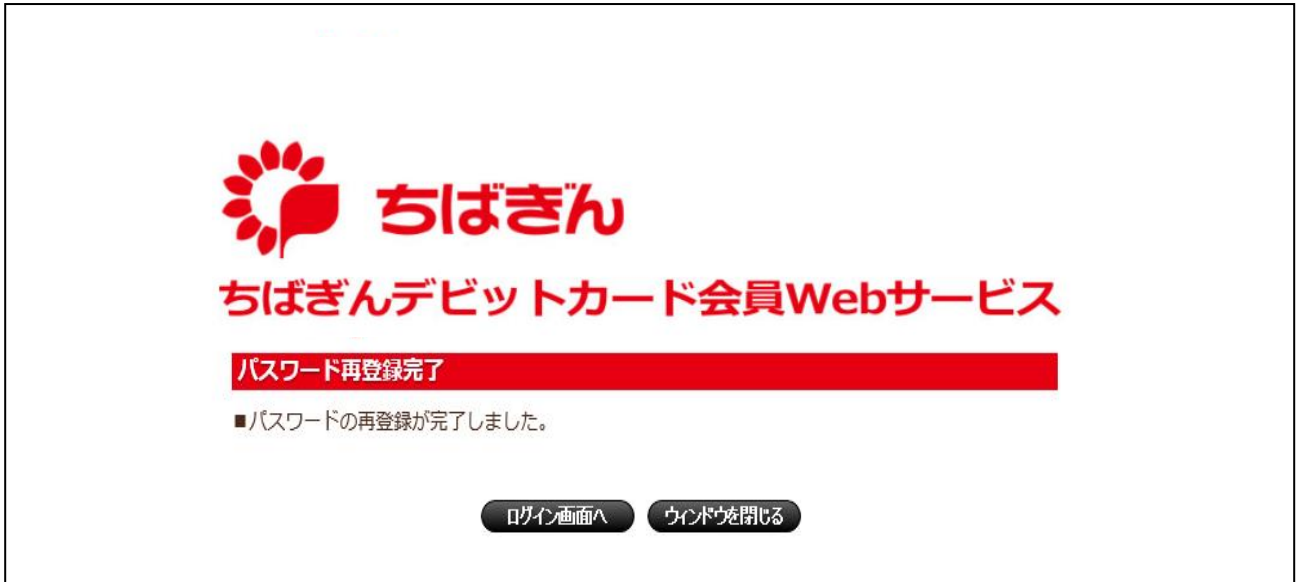 ちばぎん
ちばぎんデビットカード会員Webサービス
パスワード再登録完了
■パスワードの再登録が完了しました。
ログイン画面へ ウィンドウを閉じる